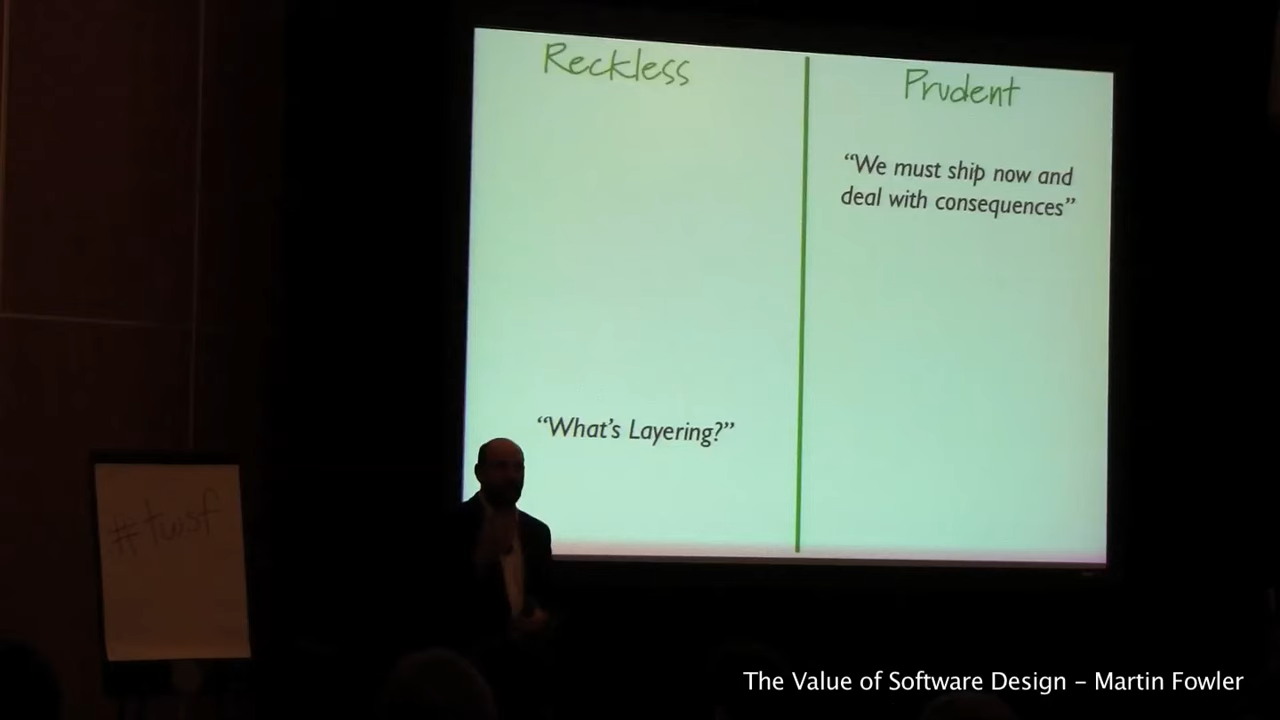 Reckless
Prudent
“We must ship now and
deal with consequences”
“What’s Layering?”
#twsf
The Value of Software Design – Martin Fowler